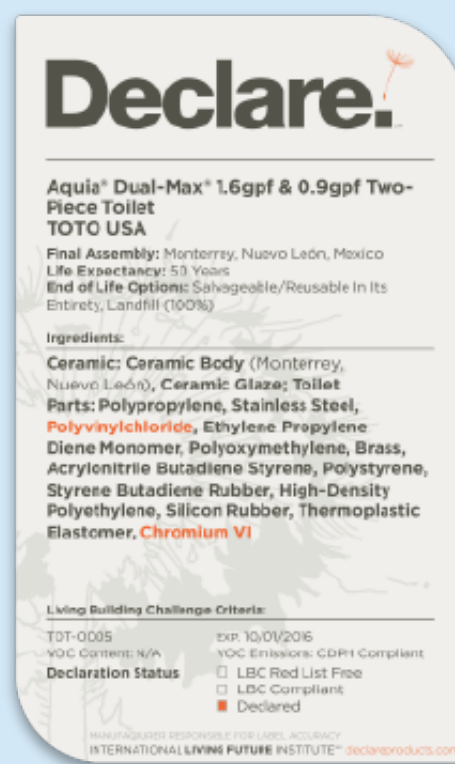 Declare.
Aquia® Dual-Max® 1.6gpf & 0.9gpf Two-
Piece Toilet
TOTO USA
Final Assembly: Monterrey, Nuevo León, Mexico
Life Expectancy: 50 Years
End of Life Options: Salvageable/Reusable In Its
Entirety, Landfill (100%)
Ingredients:
Ceramic: Ceramic Body (Monterrey,
Nuevo León), Ceramic Glaze; Toilet
Parts: Polypropylene, Stainless Steel,
Polyvinylchloride, Ethylene Propylene
Diene Monomer, Polyoxymethylene, Brass,
Acrylonitrile Butadiene Styrene, Polystyrene,
Styrene Butadiene Rubber, High-Density
Polyethylene, Silicon Rubber, Thermoplastic
Elastomer, Chromium VI
Living Building Challenge Criteria:
TOT-0005 EXP. 10/01/2016
VOC Content: N/A VOC Emissions: CDPH Compliant
Declaration Status LBC Red List Free
LBC Compliant
Declared
MANUFACTURER RESPONSIBLE FOR LABEL ACCURACY
INTERNATIONAL LIVING FUTURE INSTITUTE™ declareproducts.com